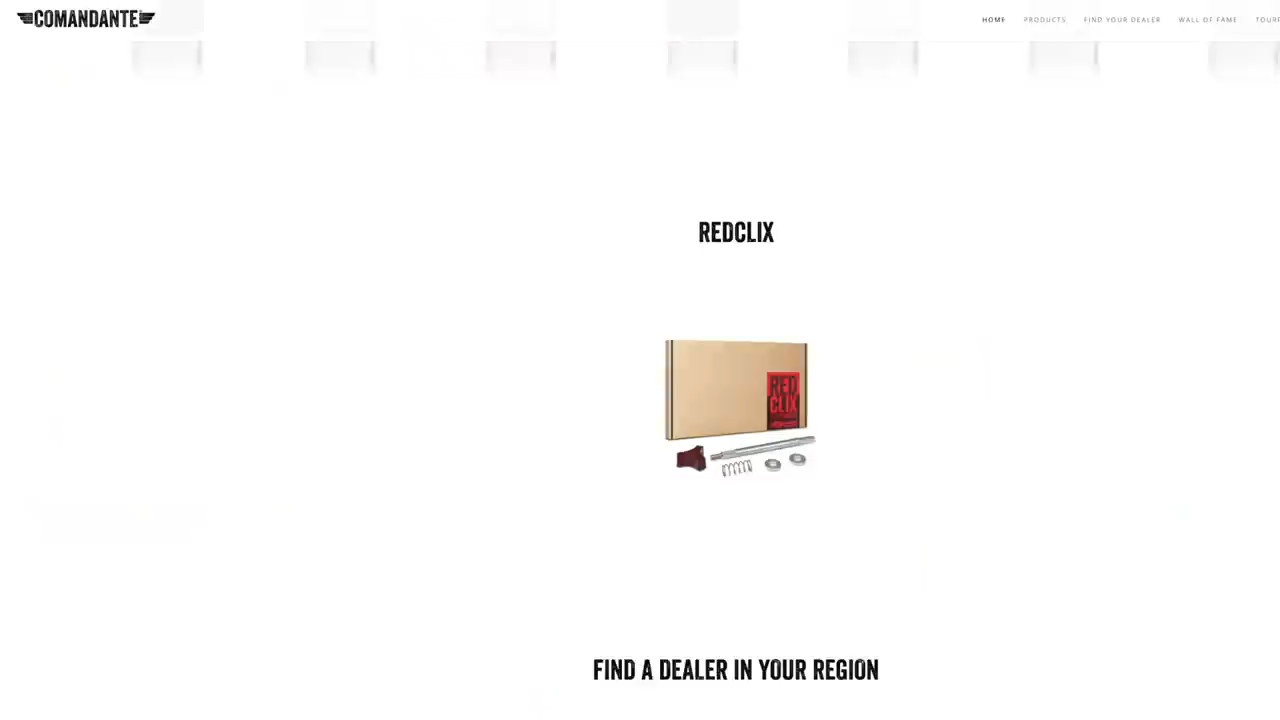 COMANDANTE
HOME PRODUCTS FIND YOUR DEALER WALL OF FAME
REDCLIX
RED
CLIX
FIND A DEALER IN YOUR REGION